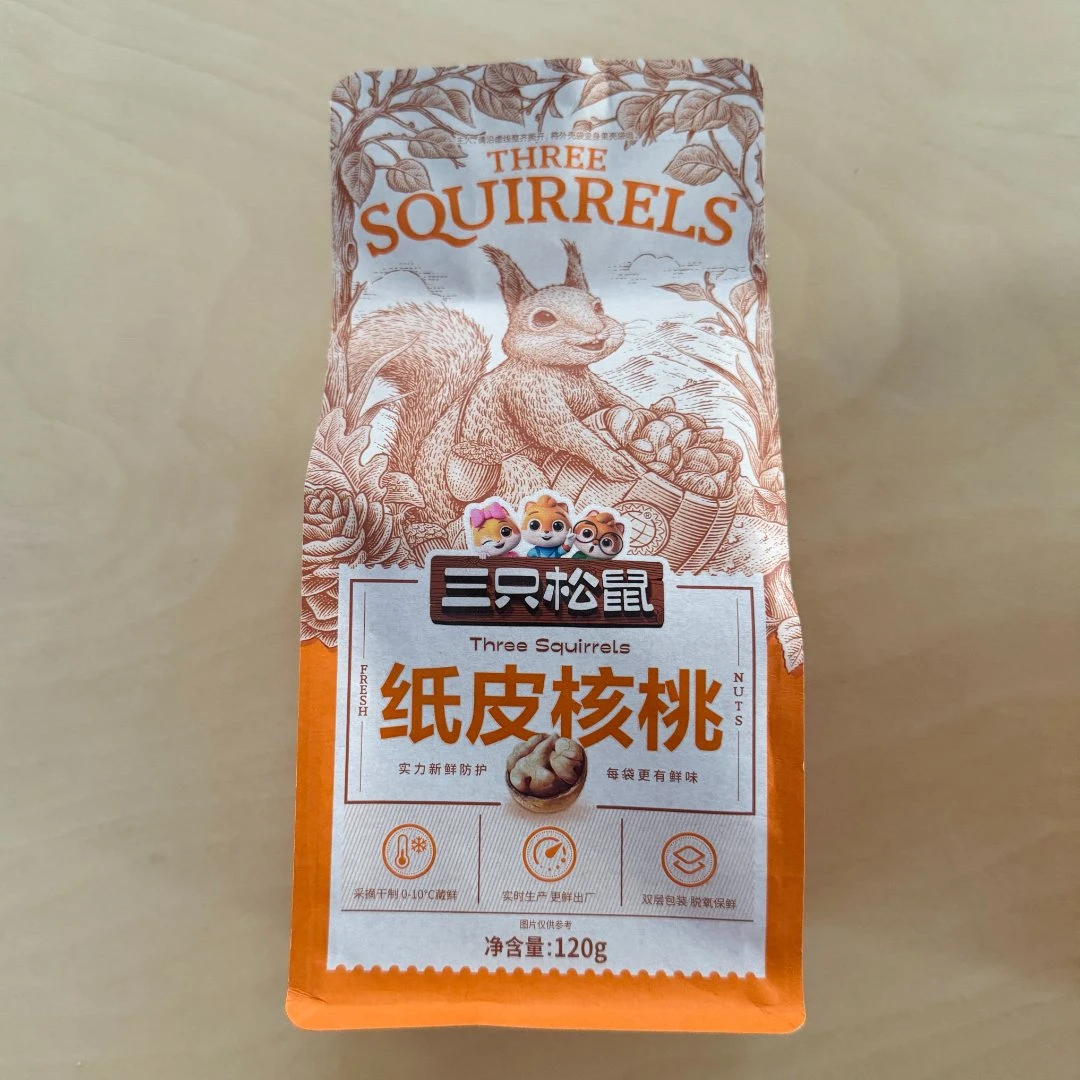 THREE
SQUIRRELS
三只松鼠
Three Squirrels
FRESH
纸皮核桃
NUTS
实力新鲜防护
每袋更有鲜味
采摘干制 0-10℃藏鲜
实时生产 更鲜出厂
双层包装 脱氧保鲜
图片仅供参考
净含量:120g